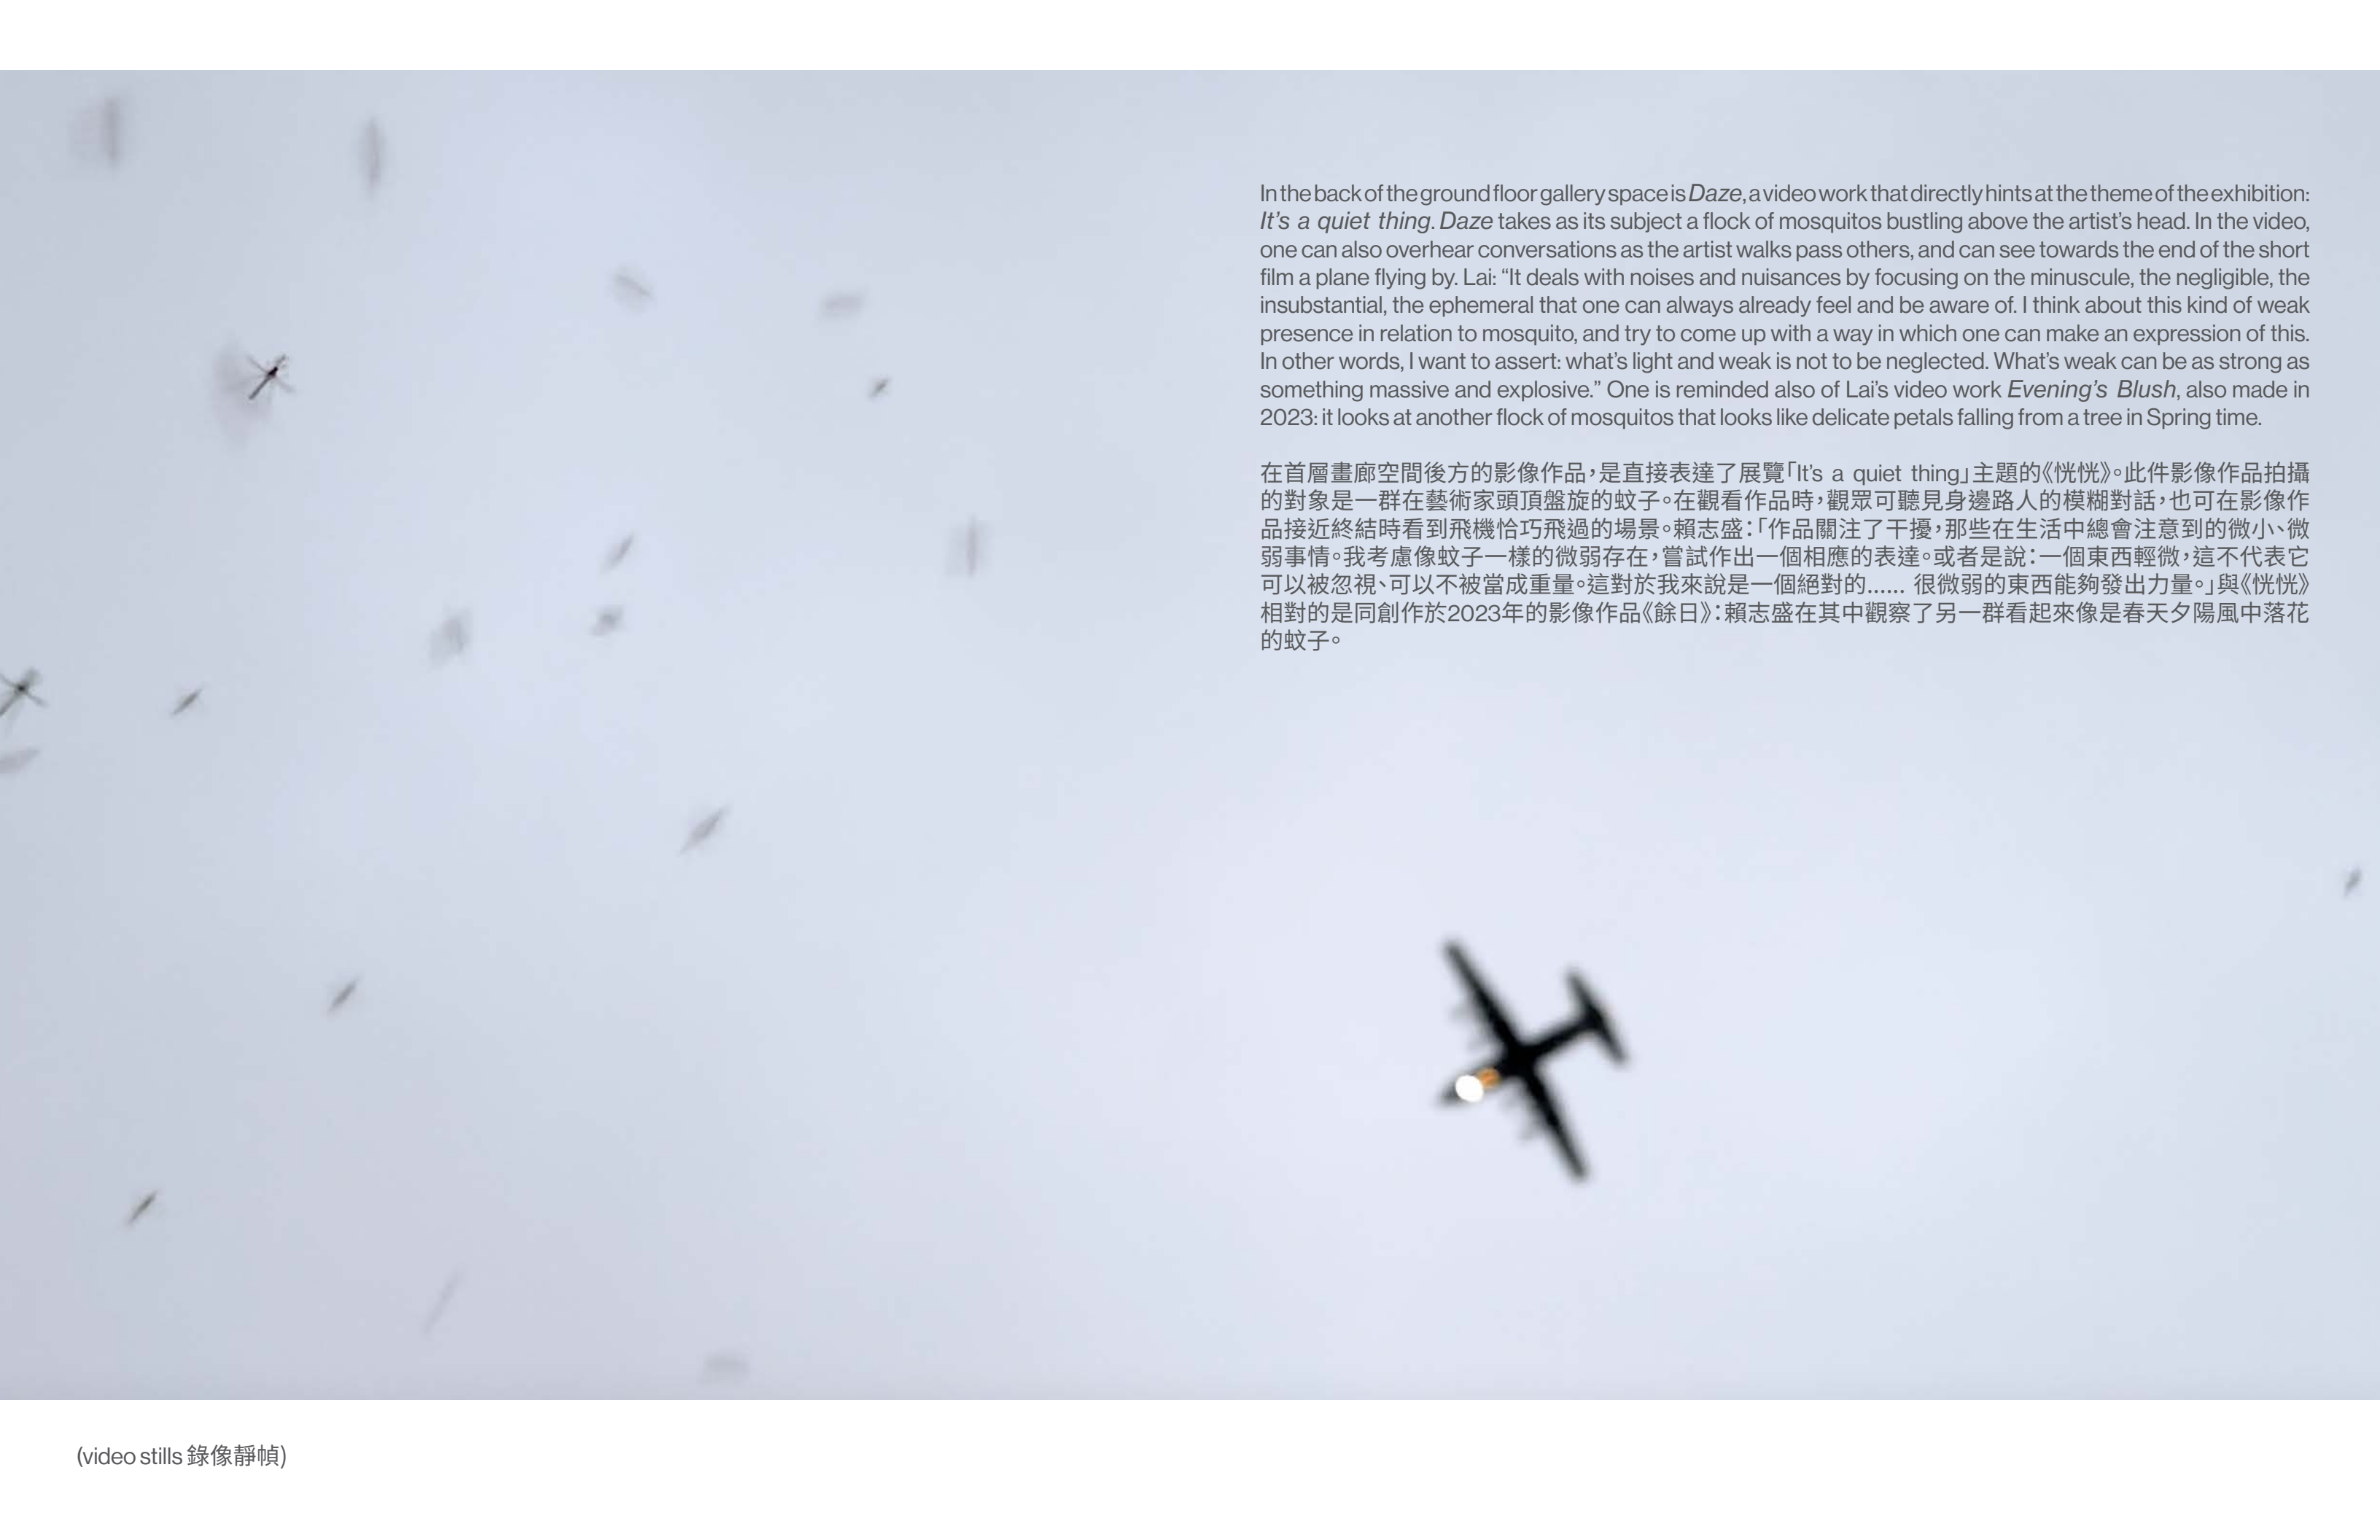 In the back of the ground floor gallery space is Daze, a video work that directly hints at the theme of the exhibition:
It’s a quiet thing. Daze takes as its subject a flock of mosquitos bustling above the artist’s head. In the video,
one can also overhear conversations as the artist walks pass others, and can see towards the end of the short
film a plane flying by. Lai: “It deals with noises and nuisances by focusing on the minuscule, the negligible, the
insubstantial, the ephemeral that one can always already feel and be aware of. I think about this kind of weak
presence in relation to mosquito, and try to come up with a way in which one can make an expression of this.
In other words, I want to assert: what’s light and weak is not to be neglected. What’s weak can be as strong as
something massive and explosive.” One is reminded also of Lai’s video work Evening’s Blush, also made in
2023: it looks at another flock of mosquitos that looks like delicate petals falling from a tree in Spring time.
在首層畫廊空間後方的影像作品，是直接表達了展覽「It’s a quiet thing」主題的《恍恍》。此件影像作品拍攝
的對象是一群在藝術家頭頂盤旋的蚊子。在觀看作品時，觀眾可聽見身邊路人的模糊對話，也可在影像作
品接近終結時看到飛機恰巧飛過的場景。賴志盛：「作品關注了干擾，那些在生活中總會注意到的微小、微
弱事情。我考慮像蚊子一樣的微弱存在，嘗試作出一個相應的表達。或者是說：一個東西輕微，這不代表它
可以被忽視、可以不被當成重量。這對於我來說是一個絕對的...... 很微弱的東西能夠發出力量。」與《恍恍》
相對的是同創作於2023年的影像作品《餘日》：賴志盛在其中觀察了另一群看起來像是春天夕陽風中落花
的蚊子。
(video stills 錄像靜幀)